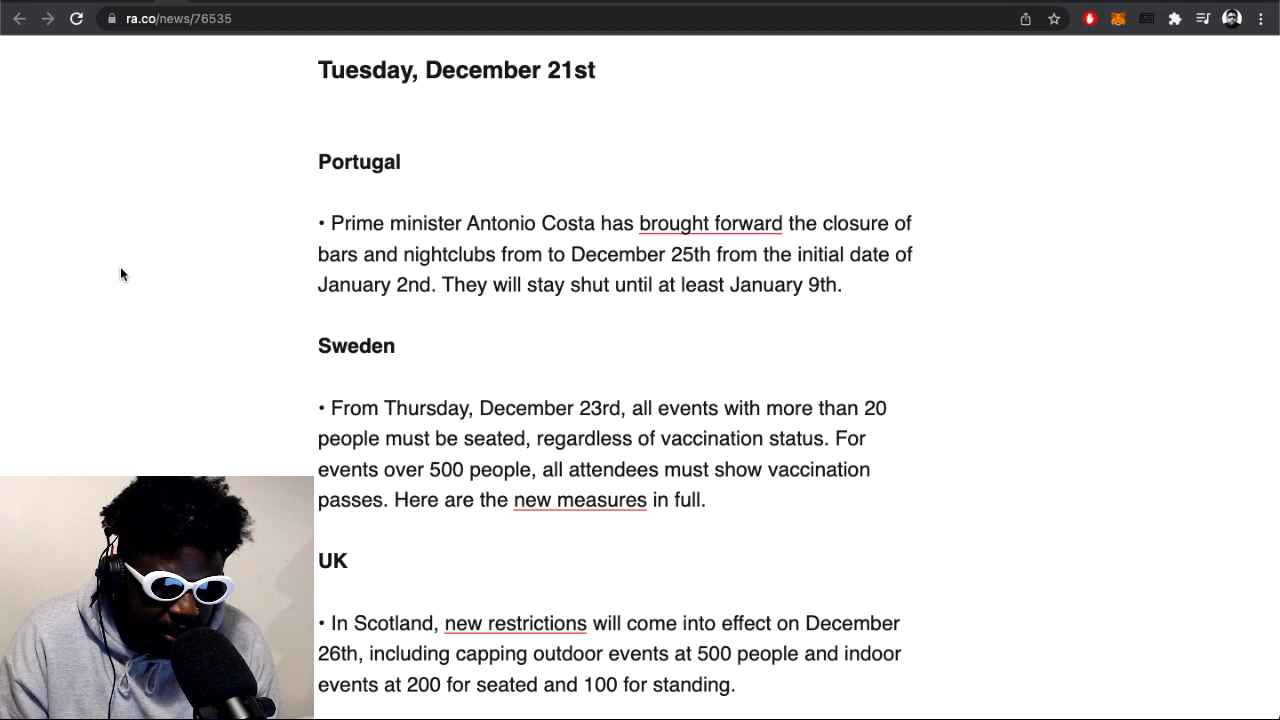 ra.co/news/76535
Tuesday, December 21st
Portugal
• Prime minister Antonio Costa has brought forward the closure of
bars and nightclubs from to December 25th from the initial date of
January 2nd. They will stay shut until at least January 9th.
Sweden
• From Thursday, December 23rd, all events with more than 20
people must be seated, regardless of vaccination status. For
events over 500 people, all attendees must show vaccination
passes. Here are the new measures in full.
UK
• In Scotland, new restrictions will come into effect on December
26th, including capping outdoor events at 500 people and indoor
events at 200 for seated and 100 for standing.